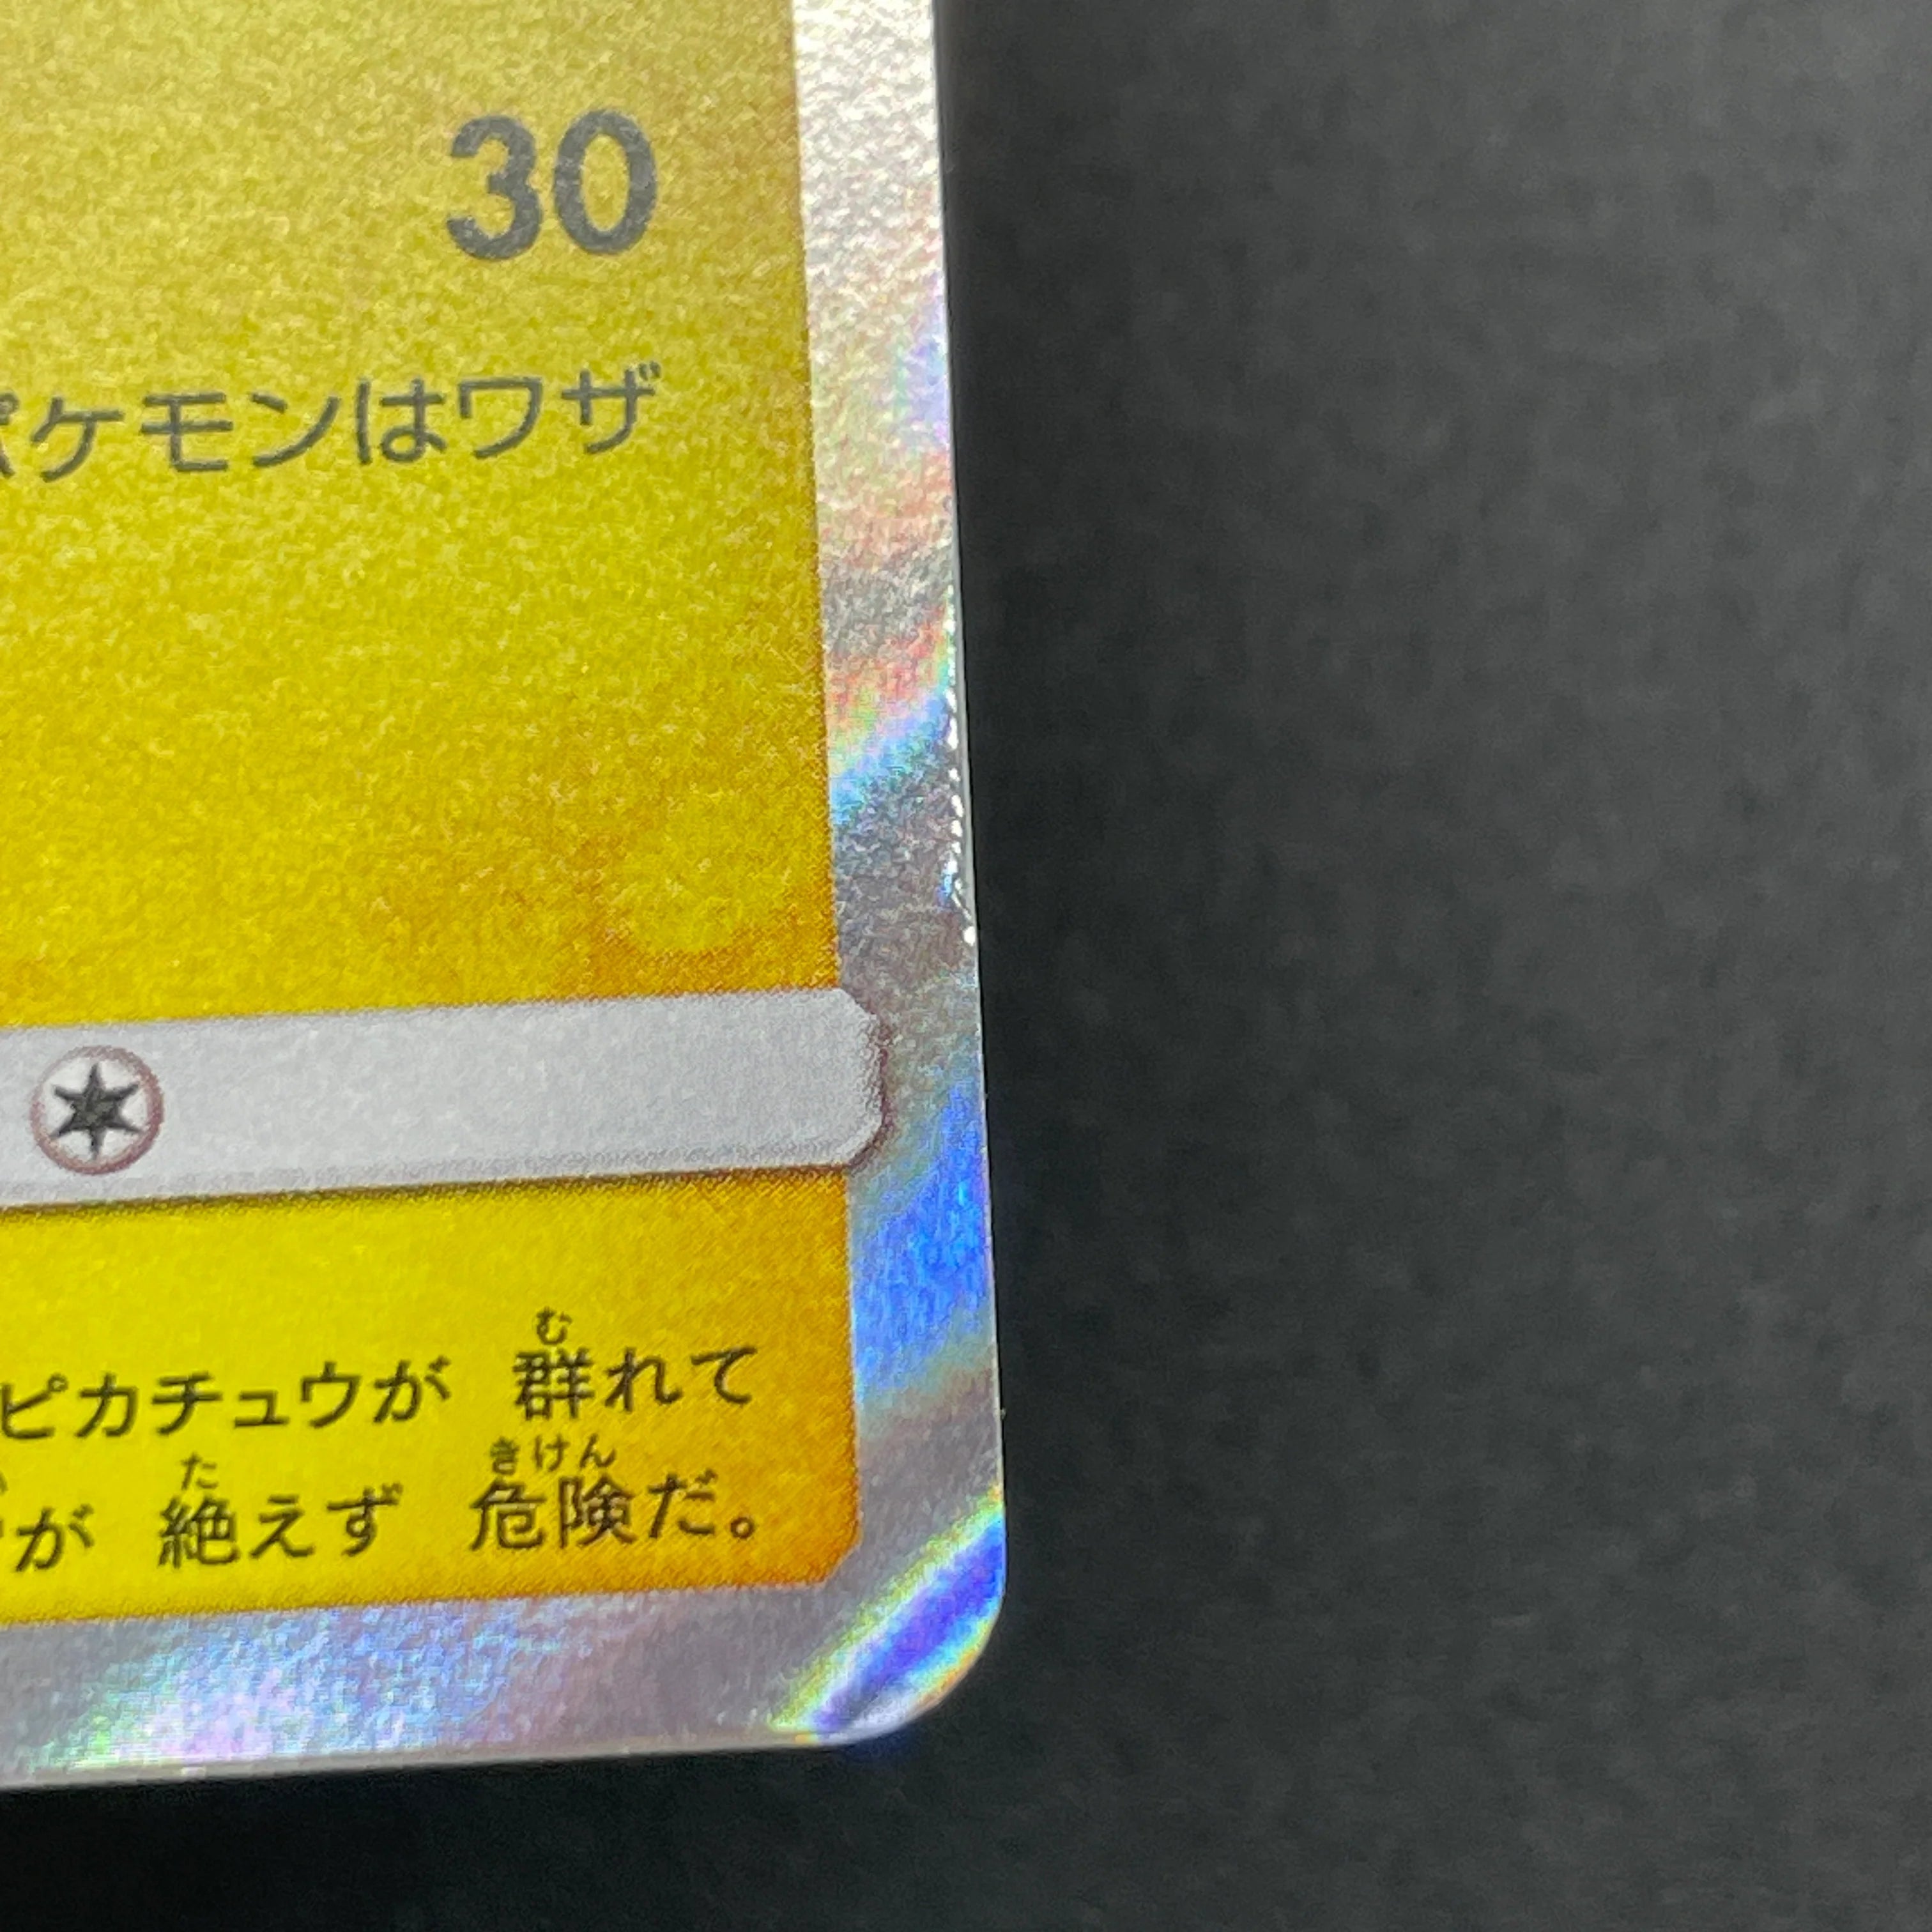 30
ポケモンはワザ
ピカチュウが 群れて
が 絶えず 危険だ。